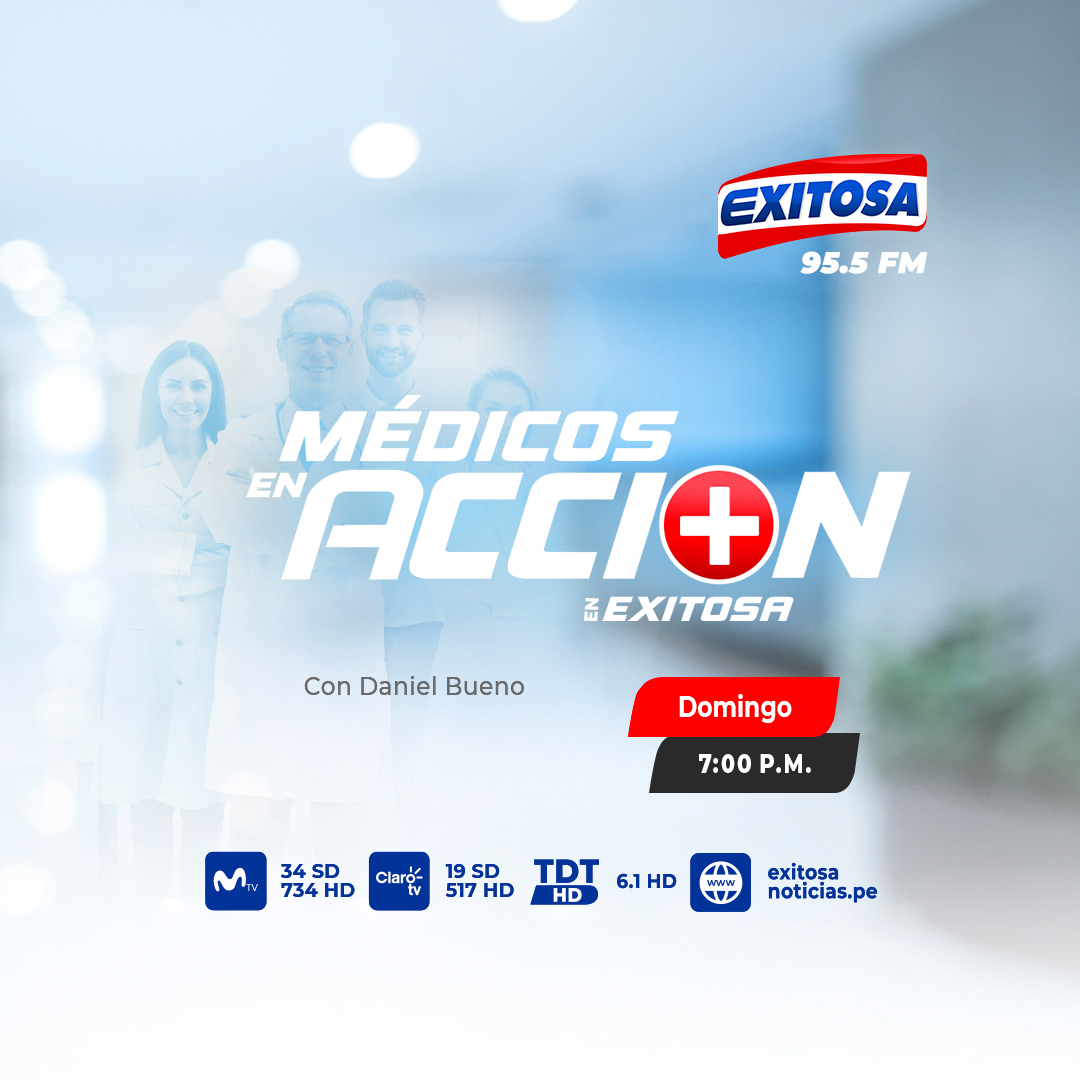 EXITOSA
95.5 FM
MÉDICOS
EN ACCIÓN
EN EXITOSA
Con Daniel Bueno
Domingo
7:00 P.M.
TV
34 SD
734 HD
Claro
tv
19 SD
517 HD
TDT
HD
6.1 HD
www
exitosa
noticias.pe